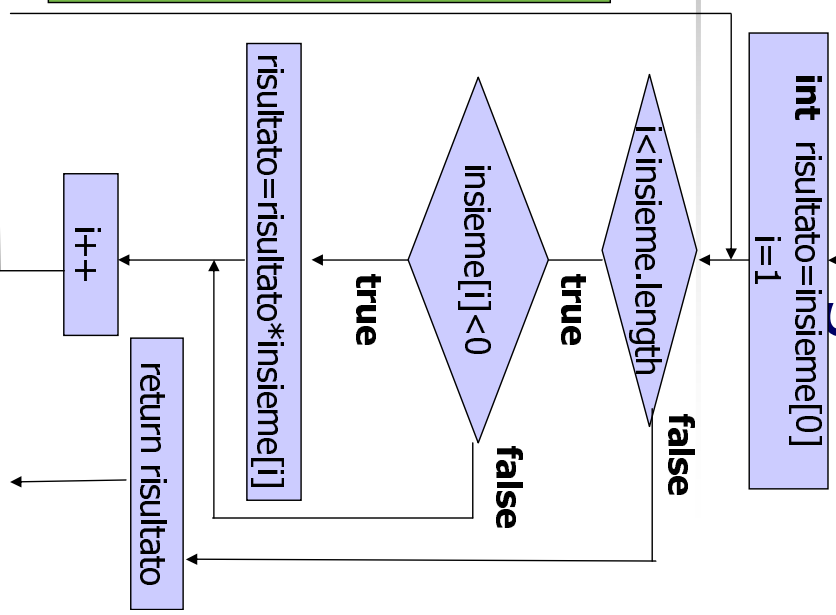 int risultato=insieme[0]
i=1
i<insieme.length
false
true
insieme[i]<0
false
true
risultato=risultato*insieme[i]
i++
return risultato